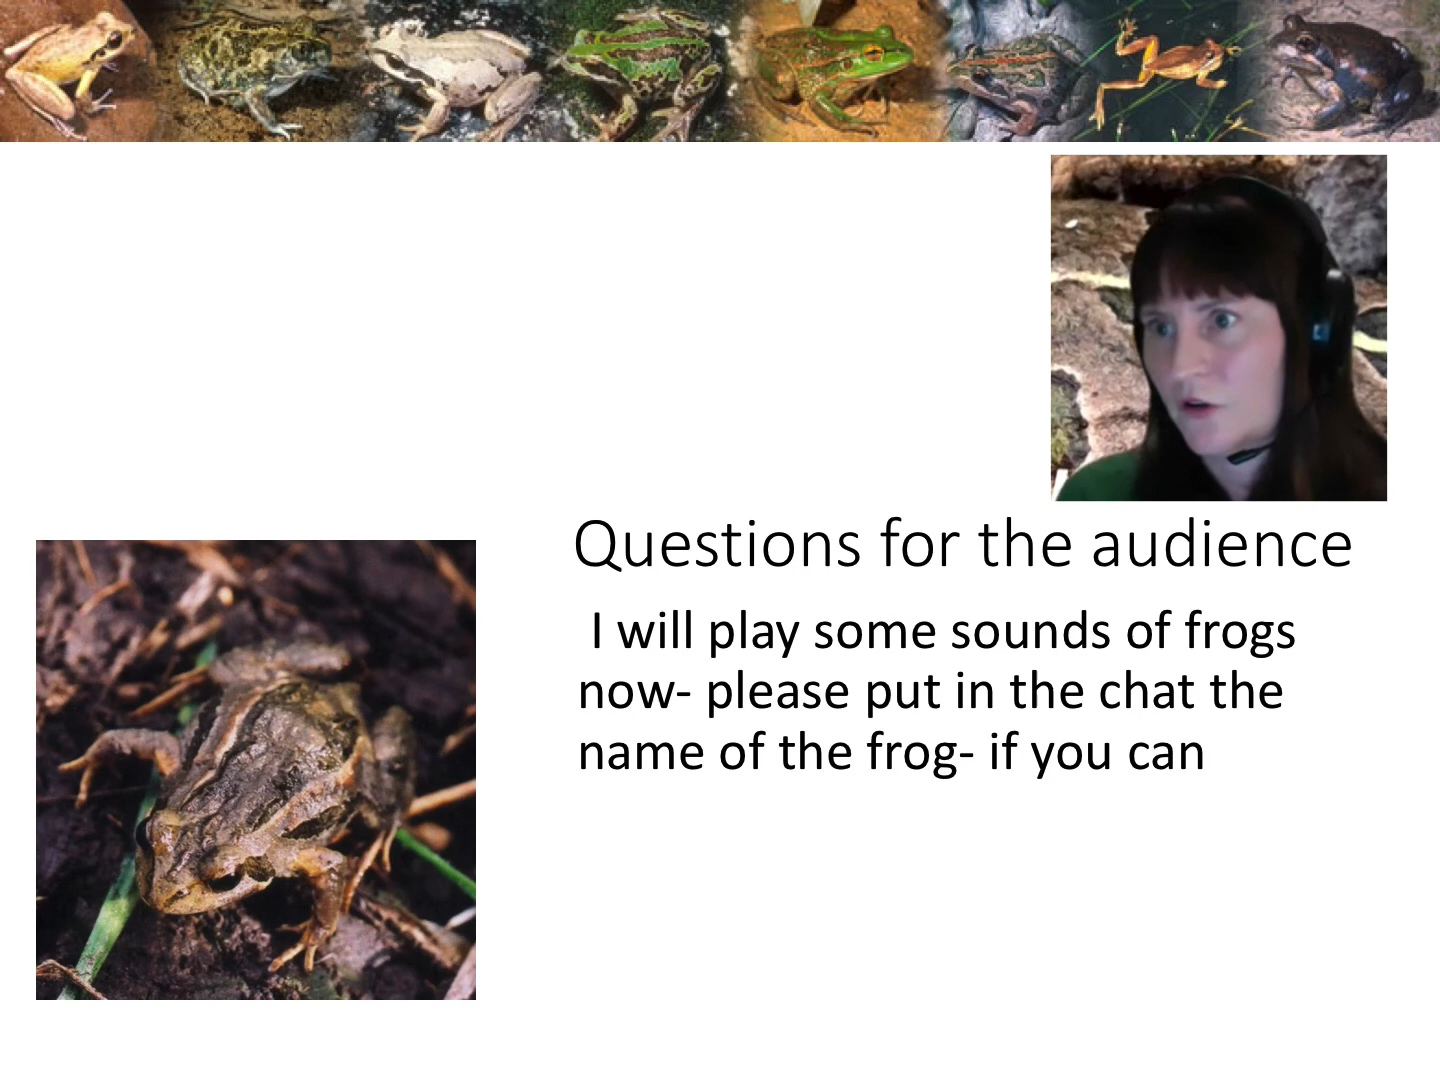 Questions for the audience
I will play some sounds of frogs
now- please put in the chat the
name of the frog- if you can